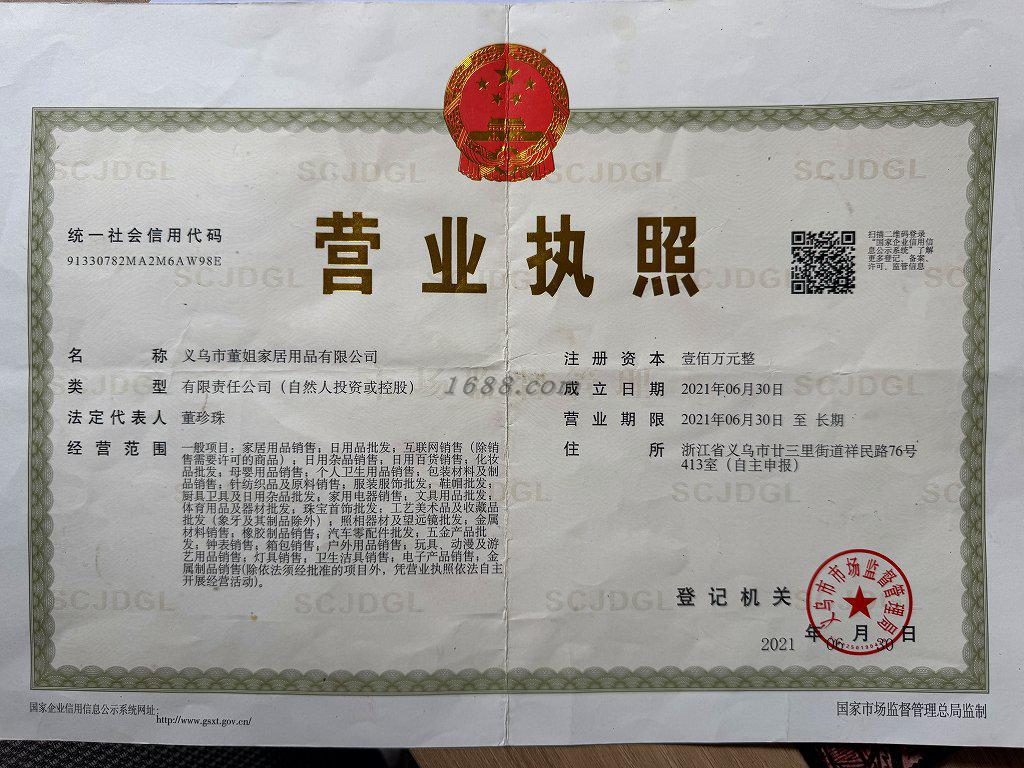 营业执照
统一社会信用代码
91330782MA2M6AW98E
扫描二维码登录
“国家企业信用信
息公示系统”了解
更多登记、备案、
许可、监管信息
名称 义乌市董姐家居用品有限公司
类型 有限责任公司（自然人投资或控股）
法定代表人 董珍珠
经营范围 一般项目：家居用品销售；日用品批发；互联网销售（除销
售需要许可的商品）；日用杂品销售；日用百货销售；化妆
品批发；母婴用品销售；个人卫生用品销售；包装材料及制
品销售；针纺织品及原料销售；服装服饰批发；鞋帽批发；
厨具卫具及日用杂品批发；家用电器销售；文具用品批发；
体育用品及器材批发；珠宝首饰批发；工艺美术品及收藏品
批发（象牙及其制品除外）；照相器材及望远镜批发；金属
材料销售；橡胶制品销售；汽车零配件批发；五金产品批
发；钟表销售；箱包销售；户外用品销售；玩具、动漫及游
艺用品销售；灯具销售；卫生洁具销售；电子产品销售；金
属制品销售(除依法须经批准的项目外，凭营业执照依法自主
开展经营活动)。
注册资本 壹佰万元整
成立日期 2021年06月30日
营业期限 2021年06月30日 至 长期
住所 浙江省义乌市廿三里街道祥民路76号
413室（自主申报）
1688.com
SCJDGL
登记机关
义乌市市场监督管理局
2021 年 06 月 30 日
国家企业信用信息公示系统网址：
http://www.gsxt.gov.cn/
国家市场监督管理总局监制